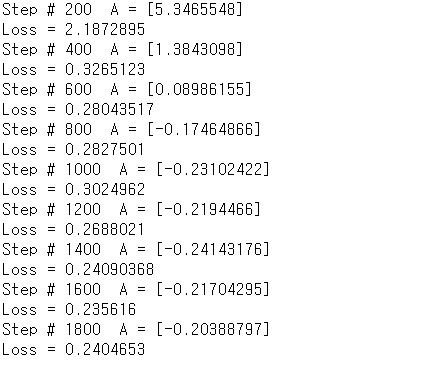 Step # 200  A = [5.3465548]
Loss = 2.1872895
Step # 400  A = [1.3843098]
Loss = 0.3265123
Step # 600  A = [0.08986155]
Loss = 0.28043517
Step # 800  A = [-0.17464866]
Loss = 0.2827501
Step # 1000  A = [-0.23102422]
Loss = 0.3024962
Step # 1200  A = [-0.2194466]
Loss = 0.2688021
Step # 1400  A = [-0.24143176]
Loss = 0.24090368
Step # 1600  A = [-0.21704295]
Loss = 0.235616
Step # 1800  A = [-0.20388797]
Loss = 0.2404653